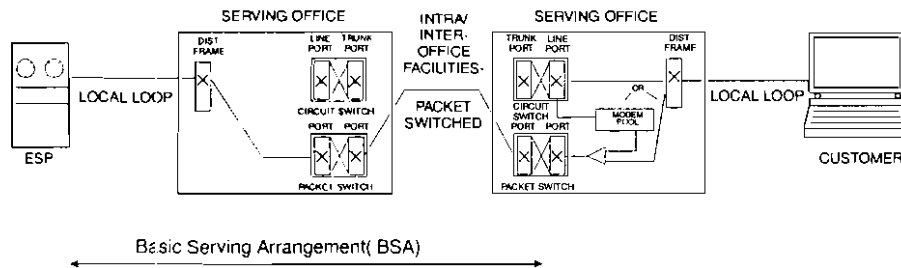 SERVING OFFICE
INTRA/
INTER-
OFFICE
FACILITIES-
PACKET
SWITCHED
SERVING OFFICE
DIST
FRAME
LINE
PORT
TRUNK
PORT
CIRCUIT SWITCH
PORT
PORT
PACKET SWITCH
TRUNK
PORT
LINE
PORT
DIST
FRAME
OR
CIRCUIT
SWITCH
MODEM
POOL
PORT
PORT
PACKET SWITCH
LOCAL LOOP
LOCAL LOOP
ESP
CUSTOMER
Basic Serving Arrangement( BSA)